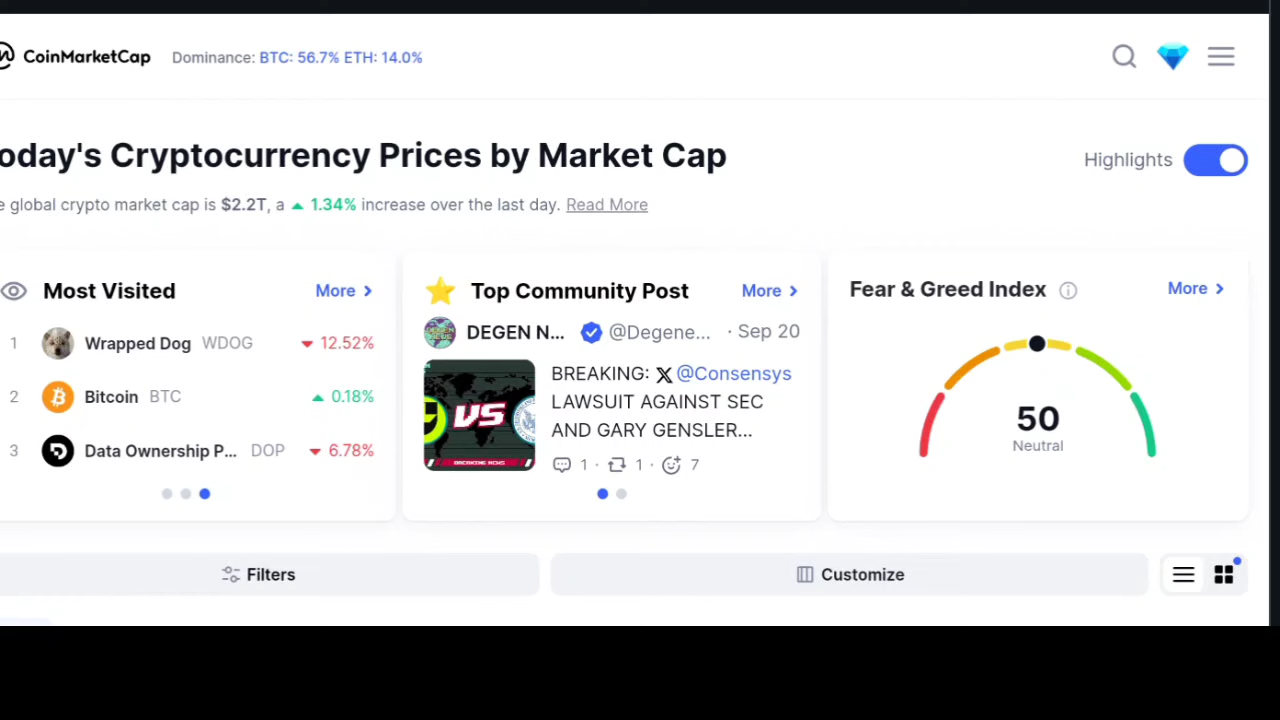 CoinMarketCap
Dominance: BTC: 56.7% ETH: 14.0%
oday's Cryptocurrency Prices by Market Cap
Highlights
e global crypto market cap is $2.2T, a 1.34% increase over the last day. Read More
Most Visited
More
1 Wrapped Dog WDOG 12.52%
2 Bitcoin BTC 0.18%
3 Data Ownership P... DOP 6.78%
Top Community Post
More
DEGEN N... @Degene... · Sep 20
VS
BREAKING NEWS
BREAKING: X @Consensys
LAWSUIT AGAINST SEC
AND GARY GENSLER...
1 · 1 · 7
Fear & Greed Index
More
50
Neutral
Filters
Customize